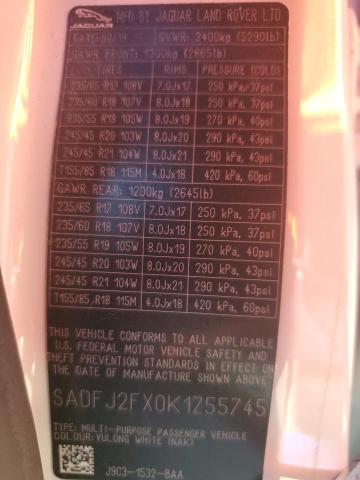 JAGUAR
MFD BY JAGUAR LAND ROVER LTD
GVWR: 2400kg (5290lb)
GAWR FRONT: 1300kg (2865lb)
TIRES RIMS PRESSURE (COLD)
235/65 R17 108V 7.0Jx17 250 kPa, 37psi
235/60 R18 107V 8.0Jx18 250 kPa, 37psi
235/55 R19 105W 8.0Jx19 270 kPa, 40psi
245/45 R20 103W 8.0Jx20 290 kPa, 43psi
245/45 R21 104W 8.0Jx21 290 kPa, 43psi
T155/85 R18 115M 4.0Jx18 420 kPa, 60psi
GAWR REAR: 1200kg (2645lb)
235/65 R17 108V 7.0Jx17 250 kPa, 37psi
235/60 R18 107V 8.0Jx18 250 kPa, 37psi
235/55 R19 105W 8.0Jx19 270 kPa, 40psi
245/45 R20 103W 8.0Jx20 290 kPa, 43psi
245/45 R21 104W 8.0Jx21 290 kPa, 43psi
T155/85 R18 115M 4.0Jx18 420 kPa, 60psi
THIS VEHICLE CONFORMS TO ALL APPLICABLE
U.S. FEDERAL MOTOR VEHICLE SAFETY AND
THEFT PREVENTION STANDARDS IN EFFECT ON
THE DATE OF MANUFACTURE SHOWN ABOVE.
SADFJ2FX0K1Z55745
TYPE: MULTI-PURPOSE PASSENGER VEHICLE
COLOUR: YULONG WHITE (NAK)
J9C3-1532-BAA